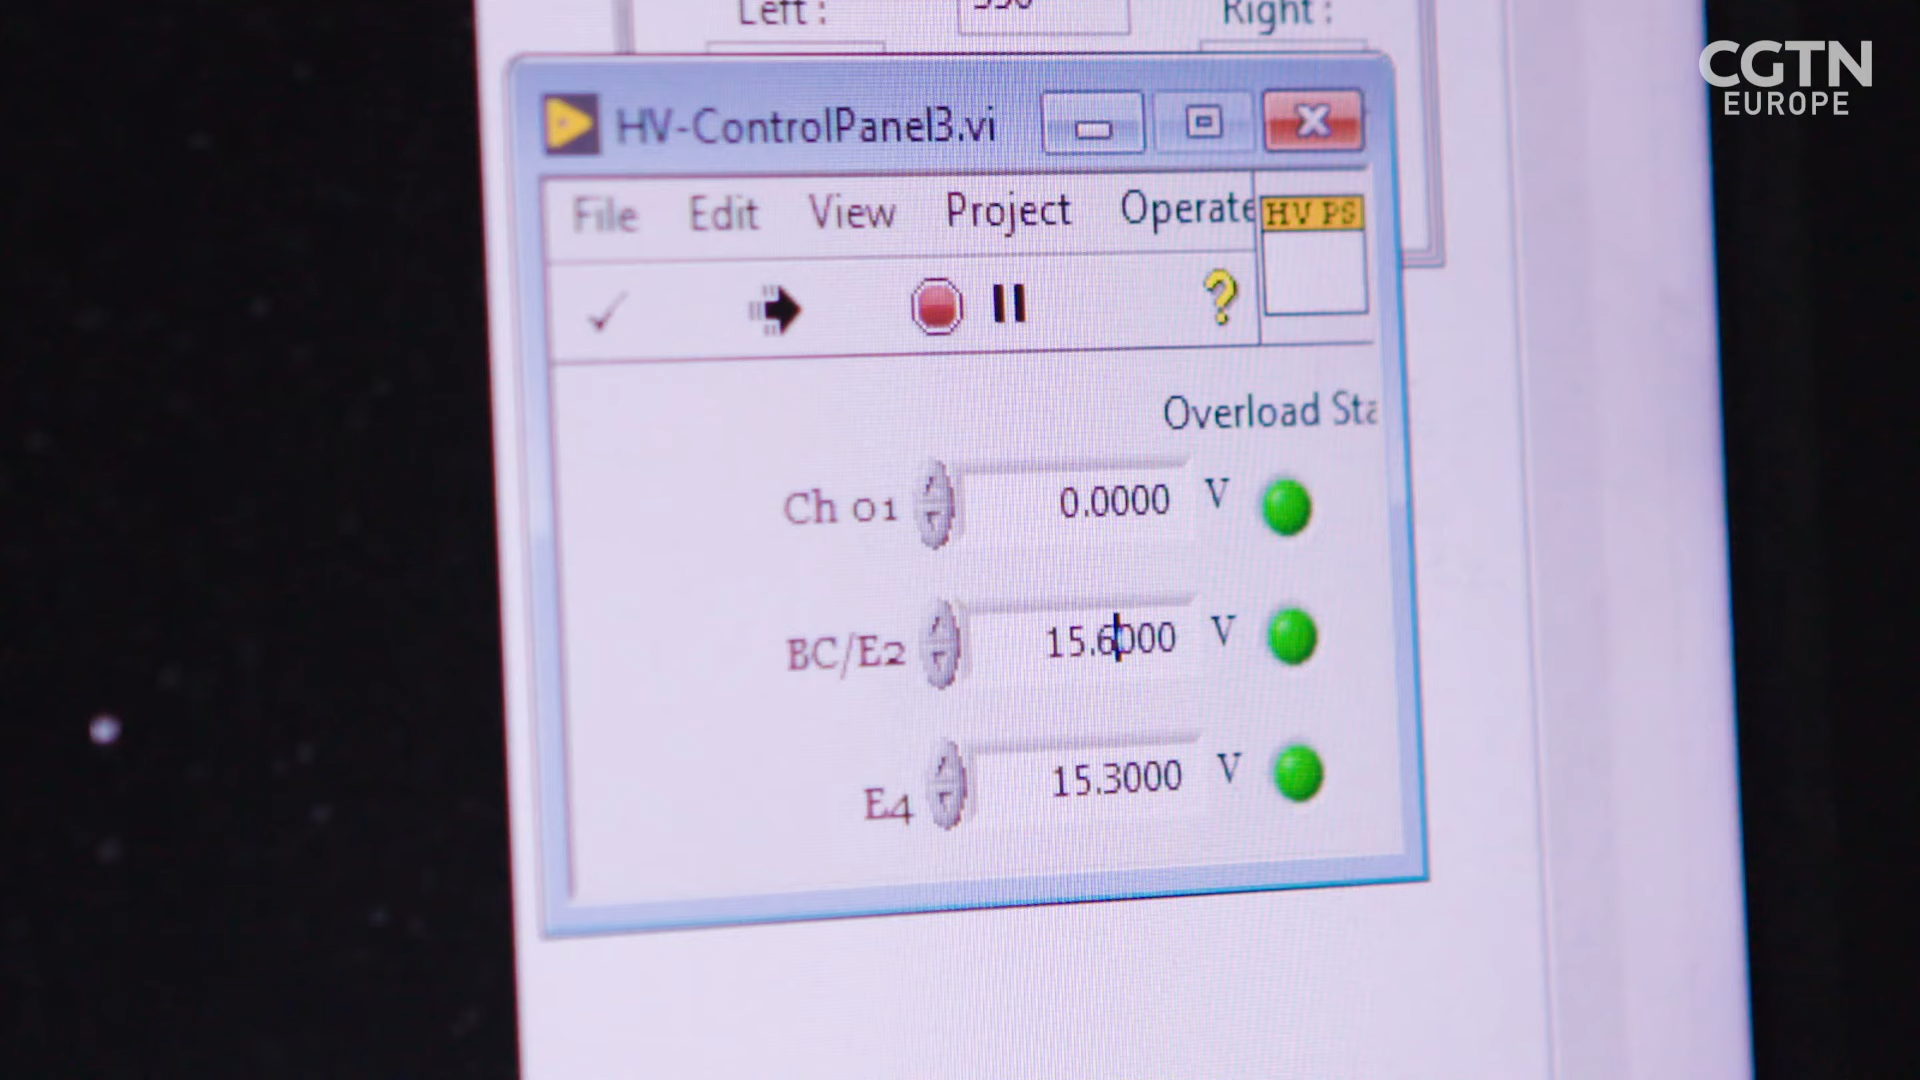 Left :
Right :
CGTN
EUROPE
HV-ControlPanel3.vi
File Edit View Project Operate
HV PS
Overload Sta
Ch 01 0.0000 V
BC/E2 15.6000 V
E4 15.3000 V